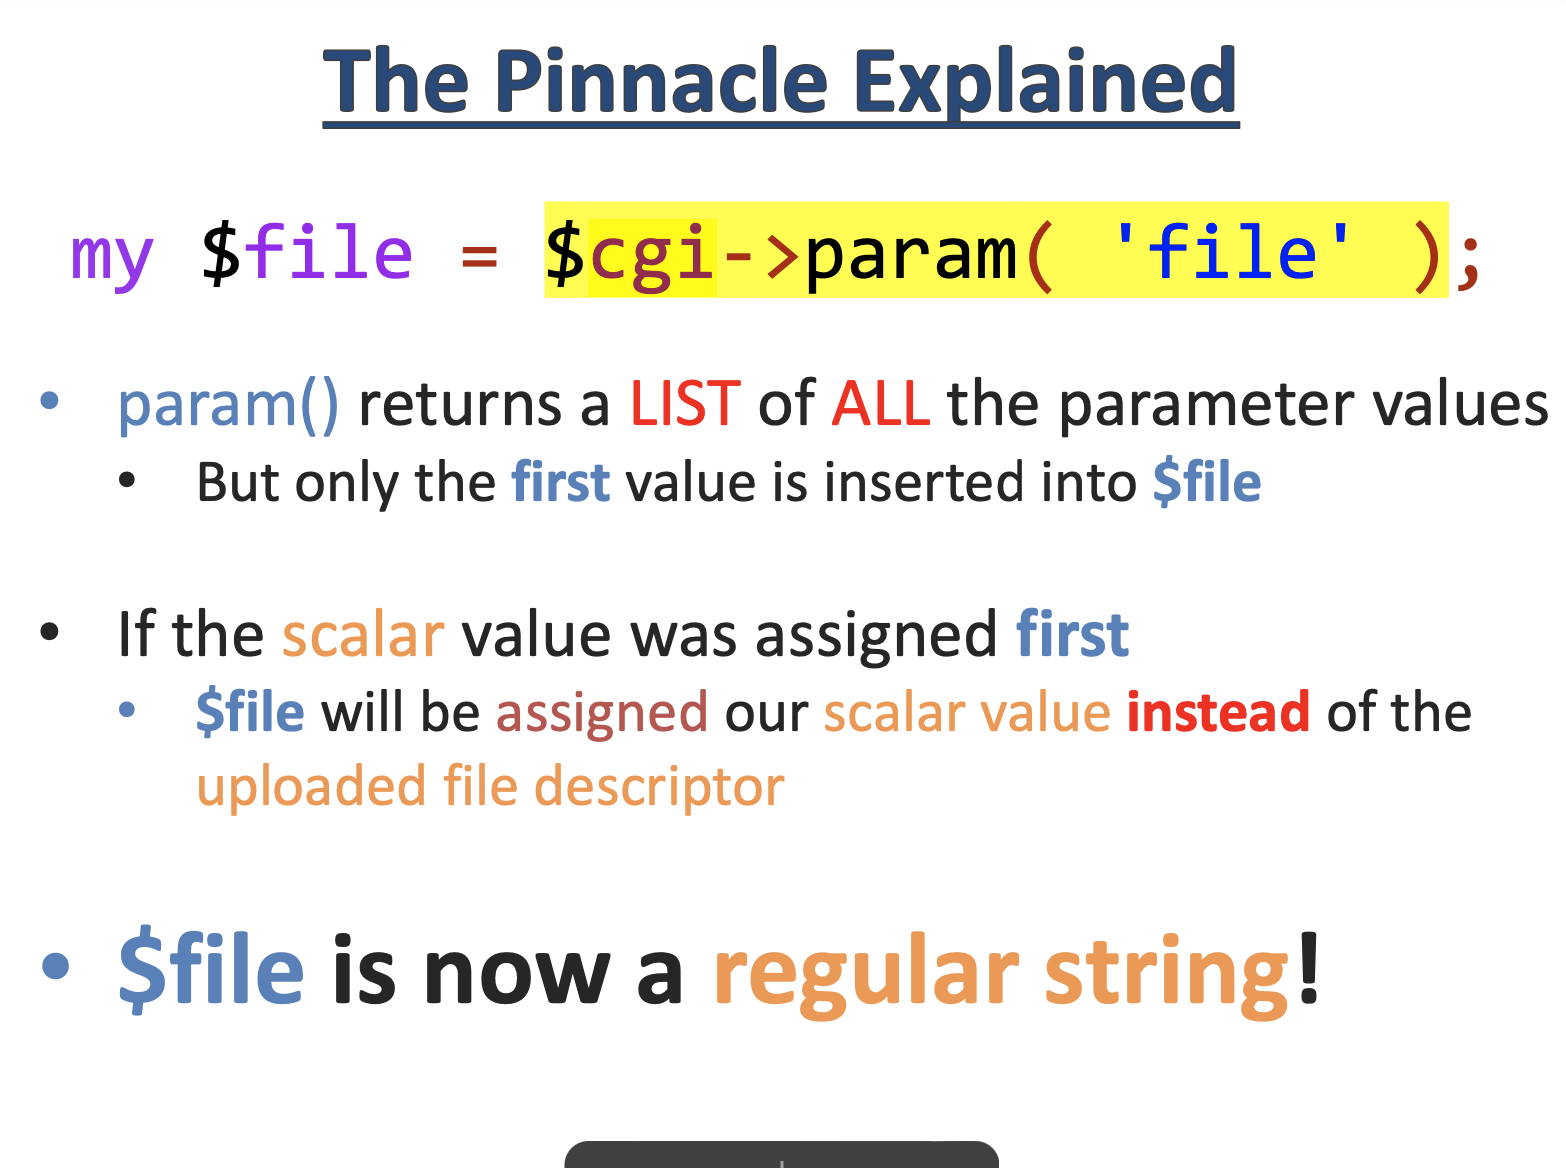 The Pinnacle Explained
my $file = $cgi->param( 'file' );
• param() returns a LIST of ALL the parameter values
• But only the first value is inserted into $file
• If the scalar value was assigned first
• $file will be assigned our scalar value instead of the
uploaded file descriptor
• $file is now a regular string!